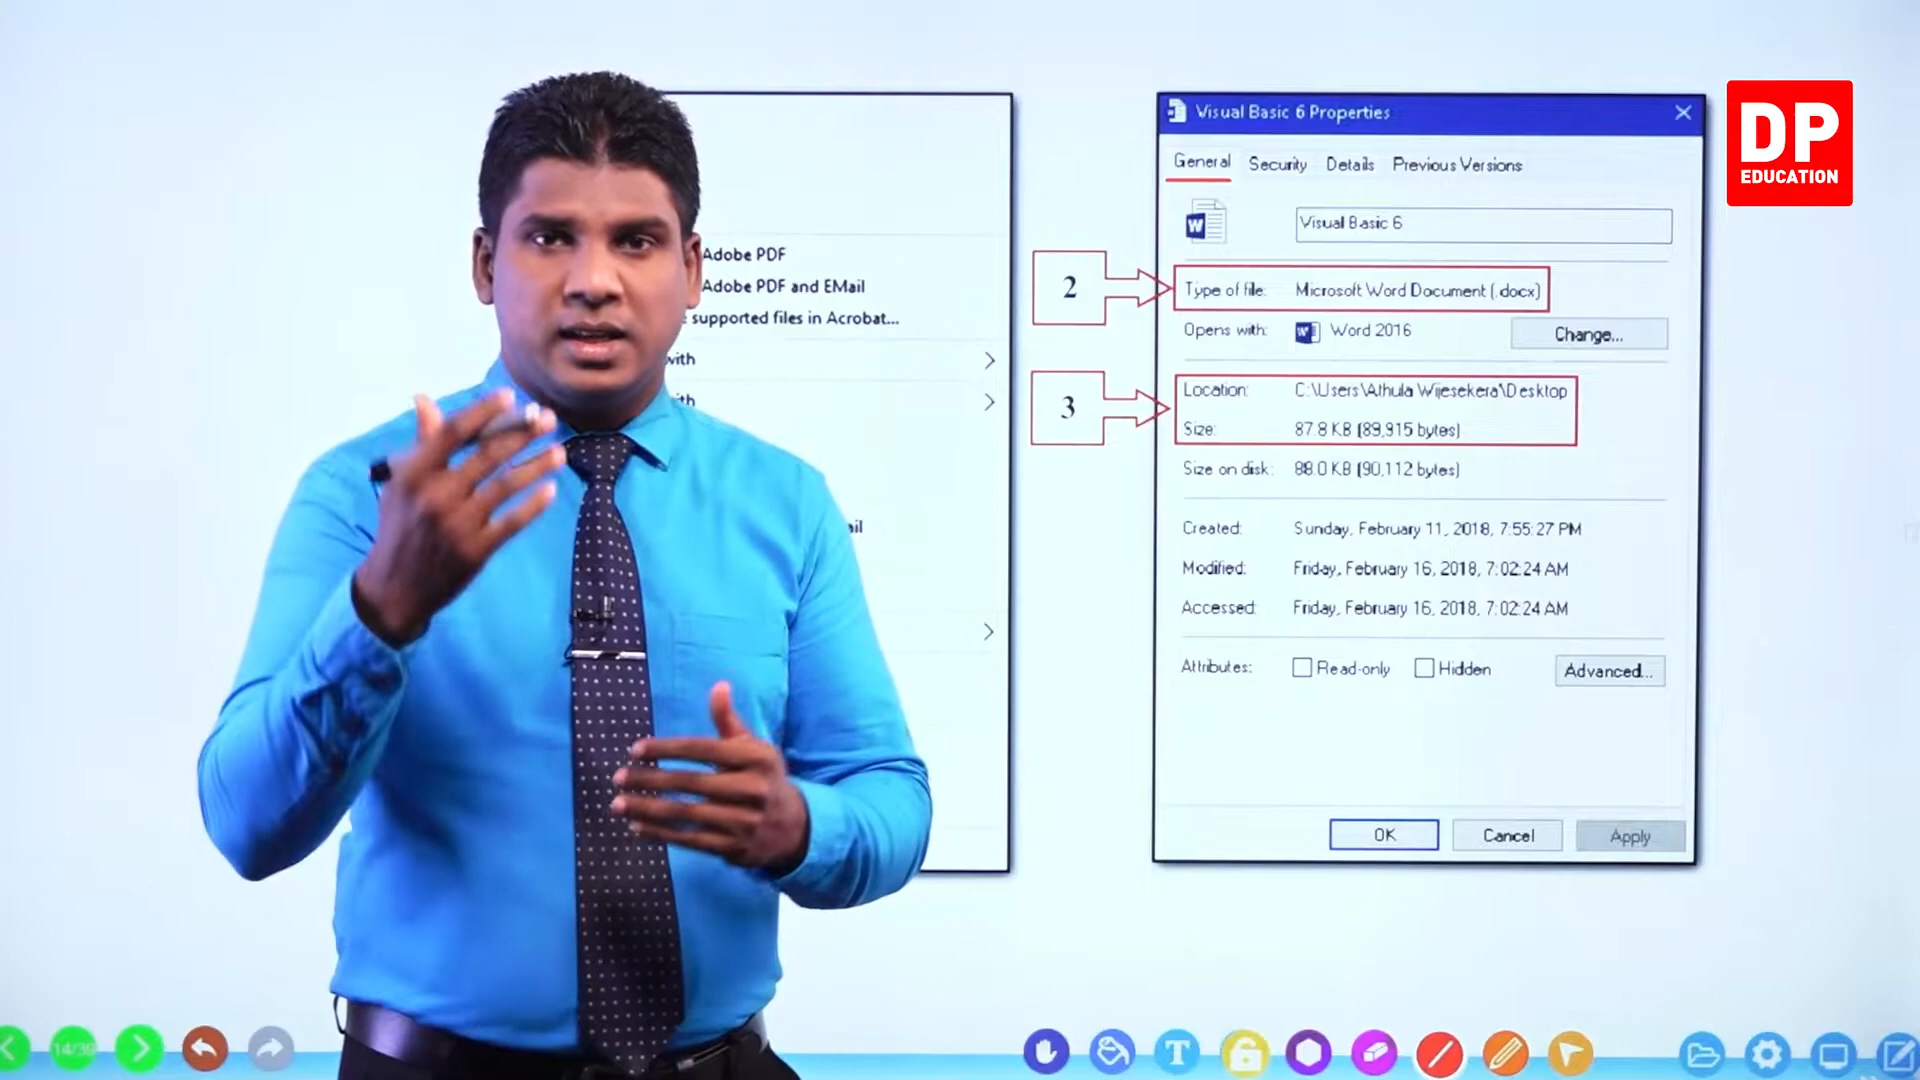 DP
EDUCATION
Adobe PDF
Adobe PDF and EMail
supported files in Acrobat...
with
ith
ail
Visual Basic 6 Properties
General Security Details Previous Versions
W
Visual Basic 6
2
Type of file: Microsoft Word Document (.docx)
Opens with: Word 2016
Change...
3
Location: C:\Users\Athula Wijesekera\Desktop
Size: 87.8 KB (89,915 bytes)
Size on disk: 88.0 KB (90,112 bytes)
Created: Sunday, February 11, 2018, 7:55:27 PM
Modified: Friday, February 16, 2018, 7:02:24 AM
Accessed: Friday, February 16, 2018, 7:02:24 AM
Attributes: Read-only Hidden
Advanced...
OK Cancel Apply
14/39
T